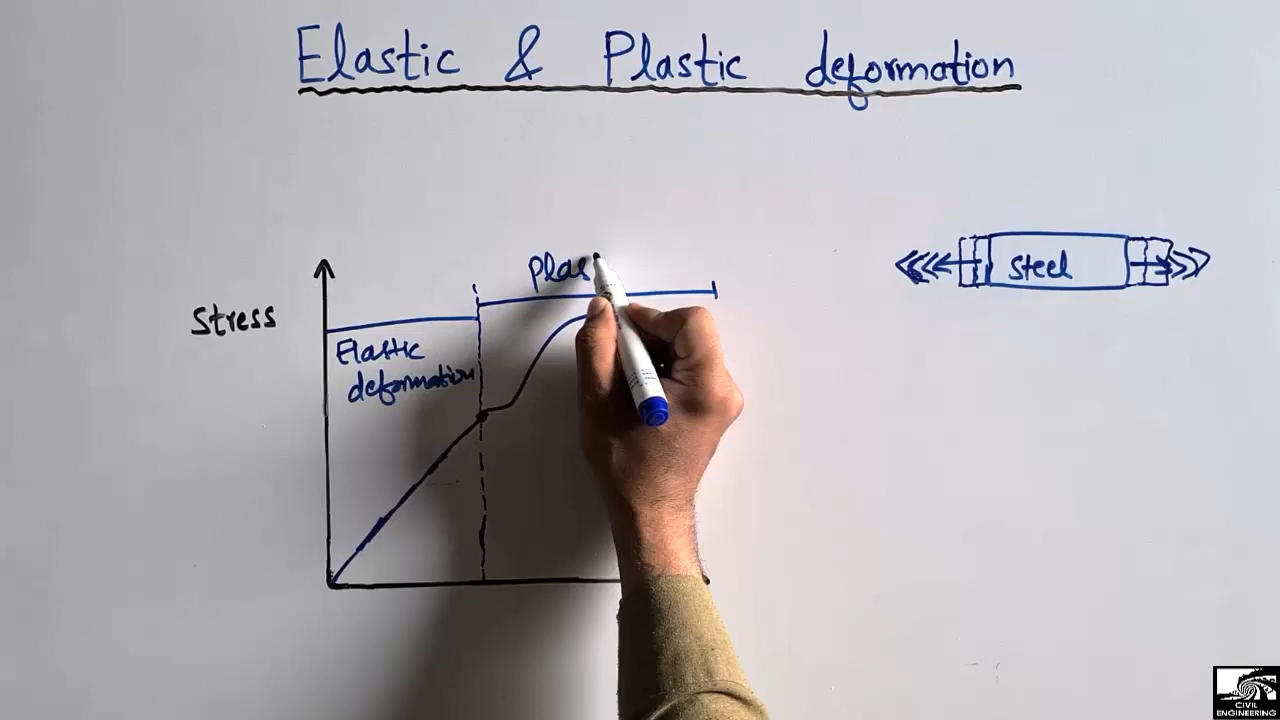 Elastic & Plastic deformation
Plas
Stress
Elastic
deformation
Steel
CIVIL
ENGINEERING